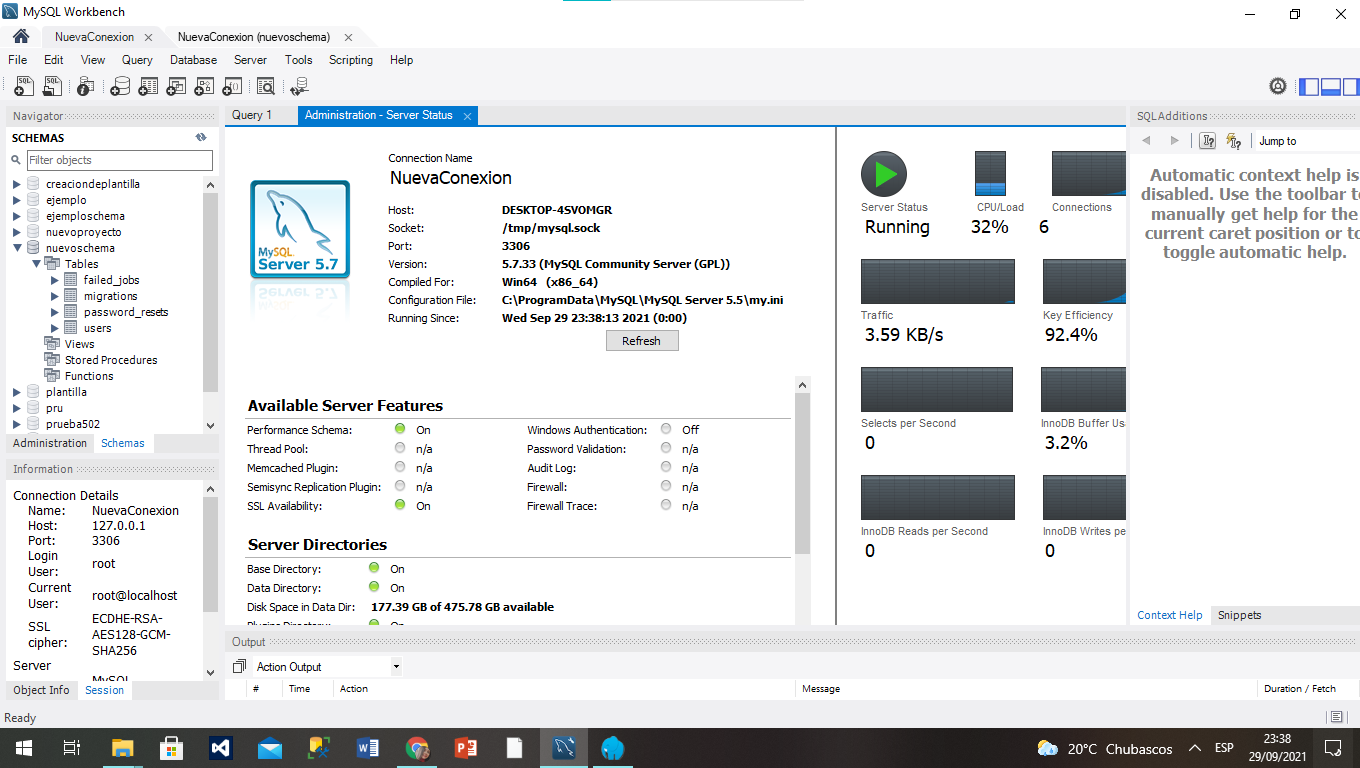 MySQL Workbench
NuevaConexion
NuevaConexion (nuevoschema)
File Edit View Query Database Server Tools Scripting Help
Navigator
SCHEMAS
Filter objects
creaciondeplantilla
ejemplo
ejemploschema
nuevoproyecto
nuevoschema
Tables
failed_jobs
migrations
password_resets
users
Views
Stored Procedures
Functions
plantilla
pru
prueba502
Administration Schemas
Information
Connection Details
Name: NuevaConexion
Host: 127.0.0.1
Port: 3306
Login User: root
Current User: root@localhost
SSL cipher: ECDHE-RSA-AES128-GCM-SHA256
Server
MySQL
Object Info Session
Ready
Query 1
Administration - Server Status
Connection Name
NuevaConexion
Host: DESKTOP-4SVOMGR
Socket: /tmp/mysql.sock
Port: 3306
Version: 5.7.33 (MySQL Community Server (GPL))
Compiled For: Win64 (x86_64)
Configuration File: C:\ProgramData\MySQL\MySQL Server 5.5\my.ini
Running Since: Wed Sep 29 23:38:13 2021 (0:00)
Refresh
MySQL
Server 5.7
Available Server Features
Performance Schema: On
Windows Authentication: Off
Thread Pool: n/a
Password Validation: n/a
Memcached Plugin: n/a
Audit Log: n/a
Semisync Replication Plugin: n/a
Firewall: n/a
SSL Availability: On
Firewall Trace: n/a
Server Directories
Base Directory: On
Data Directory: On
Disk Space in Data Dir: 177.39 GB of 475.78 GB available
Plugins Directory: On
Server Status
Running
CPU/Load
32%
Connections
6
Traffic
3.59 KB/s
Key Efficiency
92.4%
Selects per Second
0
InnoDB Buffer Us
3.2%
InnoDB Reads per Second
0
InnoDB Writes pe
0
SQLAdditions
Jump to
Automatic context help is
disabled. Use the toolbar to
manually get help for the
current caret position or to
toggle automatic help.
Context Help Snippets
Output
Action Output
# Time Action Message Duration / Fetch
20°C Chubascos
ESP
23:38
29/09/2021